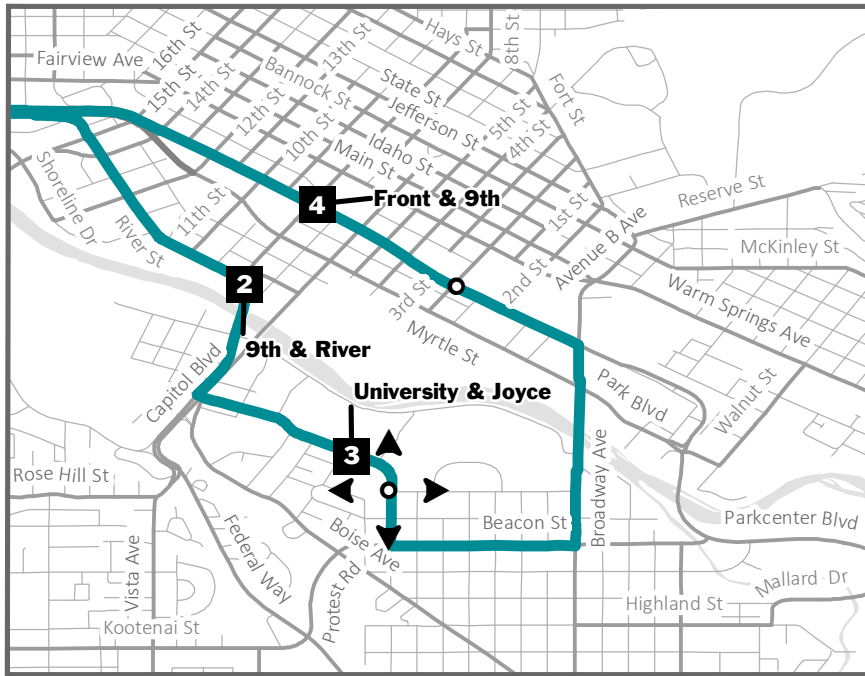 Hays St
8th St
13th St
16th St
Fairview Ave
State St
Fort St
15th St
14th St
Bannock St
Jefferson St
5th St
12th St
4th St
Idaho St
10th St
Main St
Shoreline Dr
4
Front & 9th
Reserve St
1st St
11th St
Avenue B Ave
River St
McKinley St
2nd St
2
3rd St
Warm Springs Ave
Myrtle St
9th & River
Capitol Blvd
University & Joyce
Park Blvd
Walnut St
3
Rose Hill St
Broadway Ave
Beacon St
Parkcenter Blvd
Boise Ave
Federal Way
Vista Ave
Protest Rd
Mallard Dr
Highland St
Kootenai St